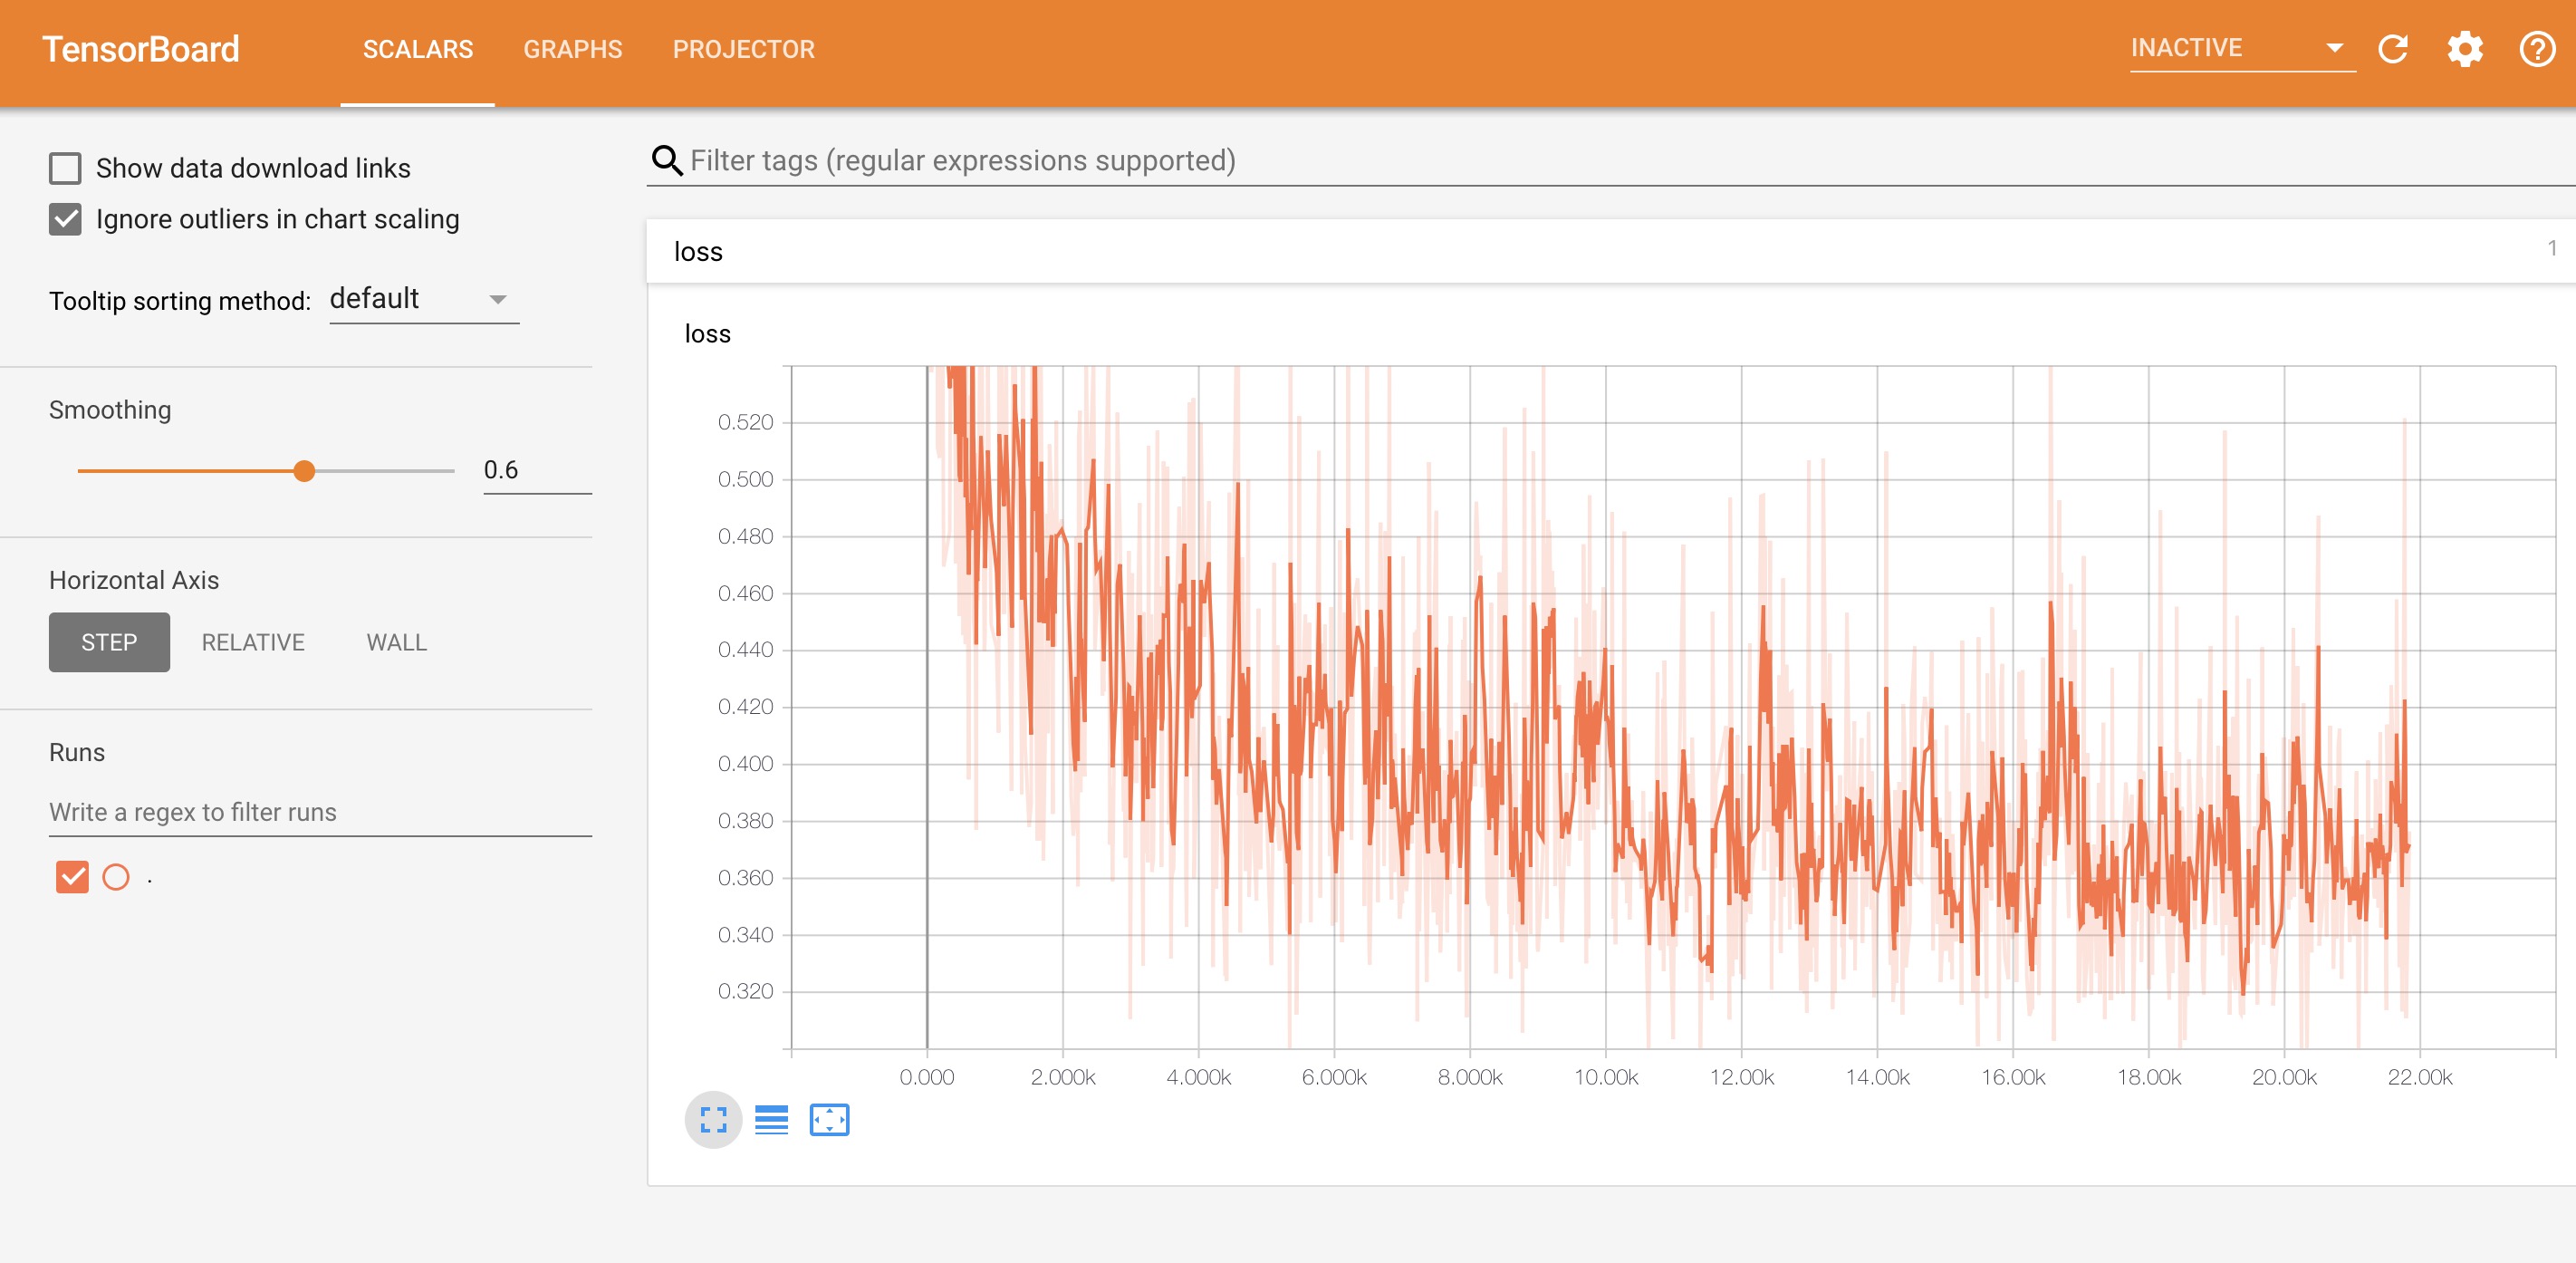 TensorBoard SCALARS GRAPHS PROJECTOR INACTIVE
Show data download links
Ignore outliers in chart scaling
Tooltip sorting method: default
Smoothing
0.6
Horizontal Axis
STEP RELATIVE WALL
Runs
Write a regex to filter runs
.
Filter tags (regular expressions supported)
loss 1
loss
0.520
0.500
0.480
0.460
0.440
0.420
0.400
0.380
0.360
0.340
0.320
0.000 2.000k 4.000k 6.000k 8.000k 10.00k 12.00k 14.00k 16.00k 18.00k 20.00k 22.00k